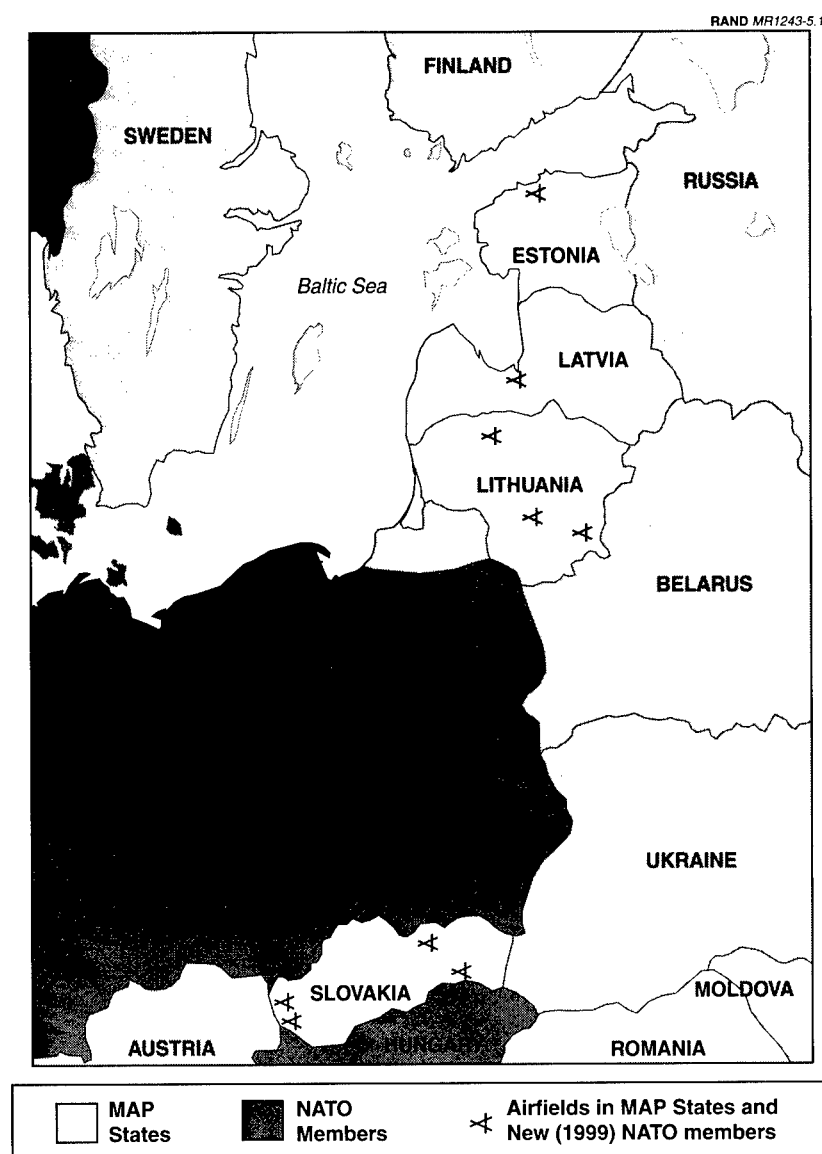 RAND MR1243-5.1
FINLAND
SWEDEN
RUSSIA
ESTONIA
Baltic Sea
LATVIA
LITHUANIA
BELARUS
UKRAINE
SLOVAKIA
MOLDOVA
AUSTRIA
HUNGARY
ROMANIA
MAP
States
NATO
Members
Airfields in MAP States and
New (1999) NATO members